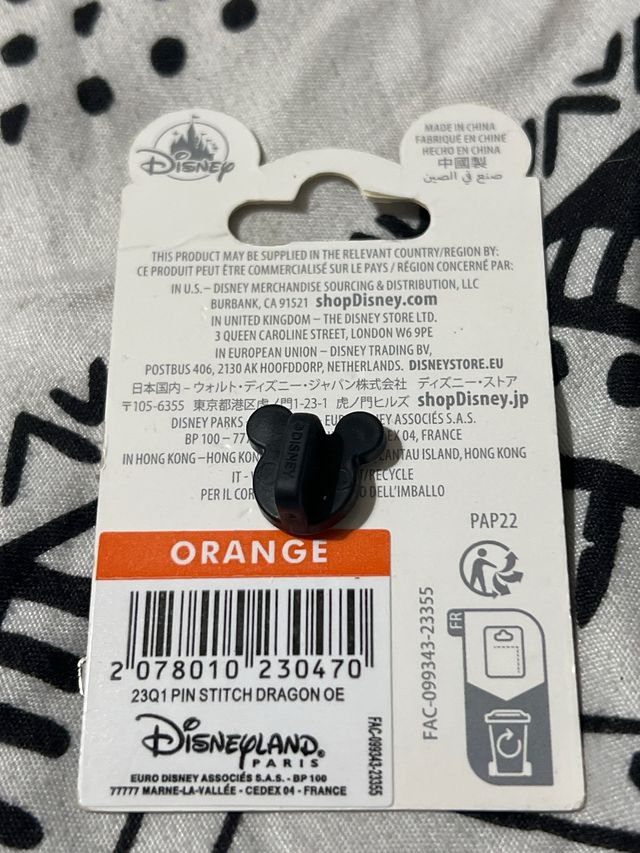 Disney
MADE IN CHINA
FABRIQUÉ EN CHINE
HECHO EN CHINA
中國製
صنع في الصين
THIS PRODUCT MAY BE SUPPLIED IN THE RELEVANT COUNTRY/REGION BY:
CE PRODUIT PEUT ÊTRE COMMERCIALISÉ SUR LE PAYS / RÉGION CONCERNÉ PAR:
IN U.S. – DISNEY MERCHANDISE SOURCING & DISTRIBUTION, LLC
BURBANK, CA 91521 shopDisney.com
IN UNITED KINGDOM – THE DISNEY STORE LTD.
3 QUEEN CAROLINE STREET, LONDON W6 9PE
IN EUROPEAN UNION – DISNEY TRADING BV,
POSTBUS 406, 2130 AK HOOFDDORP, NETHERLANDS. DISNEYSTORE.EU
日本国内 – ウォルト・ディズニー・ジャパン株式会社 ディズニー・ストア
〒105-6355 東京都港区虎ノ門1-23-1 虎ノ門ヒルズ shopDisney.jp
DISNEY PARKS DISNEY ASSOCIÉS S.A.S.
BP 100 – CEDEX 04, FRANCE
IN HONG KONG – HONG ISLAND, HONG KONG
IT - /RECYCLE
PER IL DELL'IMBALLO
DISNEY
PAP22
ORANGE
2 078010 230470
23Q1 PIN STITCH DRAGON OE
Disneyland®
PARIS
EURO DISNEY ASSOCIÉS S.A.S. - BP 100
77777 MARNE-LA-VALLÉE - CEDEX 04 - FRANCE
FAC-099343-23355
FAC-099343-23355
FR